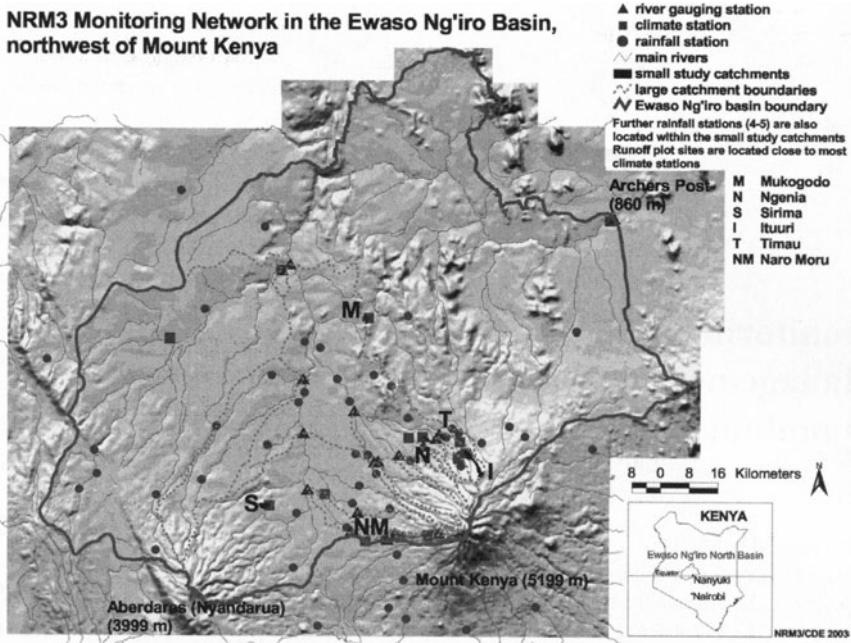 NRM3 Monitoring Network in the Ewaso Ng'iro Basin,
northwest of Mount Kenya
river gauging station
climate station
rainfall station
main rivers
small study catchments
large catchment boundaries
Ewaso Ng'iro basin boundary
Further rainfall stations (4-5) are also
located within the small study catchments
Runoff plot sites are located close to most
climate stations
Archers Post
(860 m)
M Mukogodo
N Ngenia
S Sirima
I Ituuri
T Timau
NM Naro Moru
M
T
N
I
S
NM
Mount Kenya (5199 m)
Aberdares (Nyandarua)
(3999 m)
8 0 8 16 Kilometers
N
KENYA
Ewaso Ng'iro North Basin
Equator
Nanyuki
Nairobi
NRM3/CDE 2003